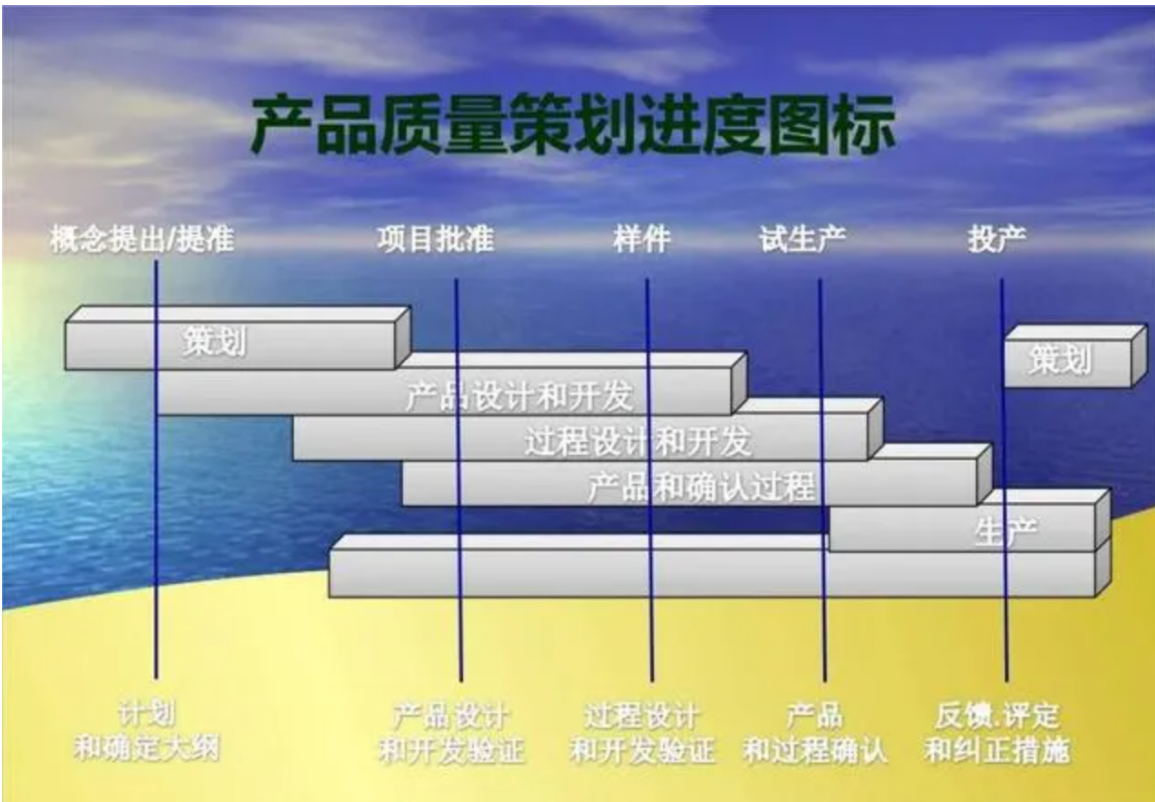 产品质量策划进度图标
概念提出/提准
项目批准
样件
试生产
投产
策划
策划
产品设计和开发
过程设计和开发
产品和确认过程
生产
计划
和确定大纲
产品设计
和开发验证
过程设计
和开发验证
产品
和过程确认
反馈.评定
和纠正措施